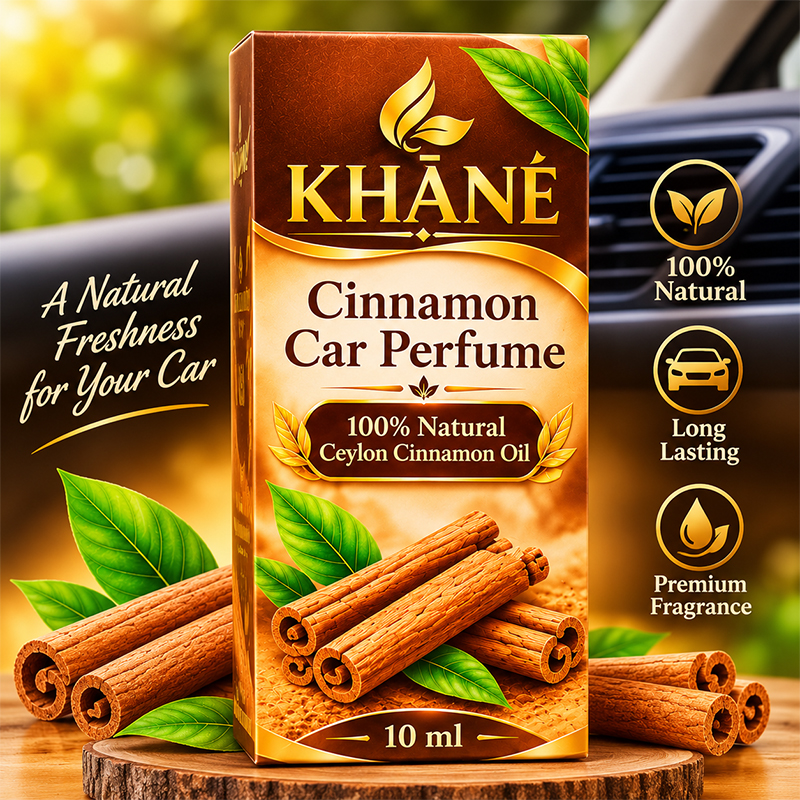 KHĀNÉ
Cinnamon
Car Perfume
100% Natural
Ceylon Cinnamon Oil
10 ml
A Natural
Freshness
for Your Car
100%
Natural
Long
Lasting
Premium
Fragrance